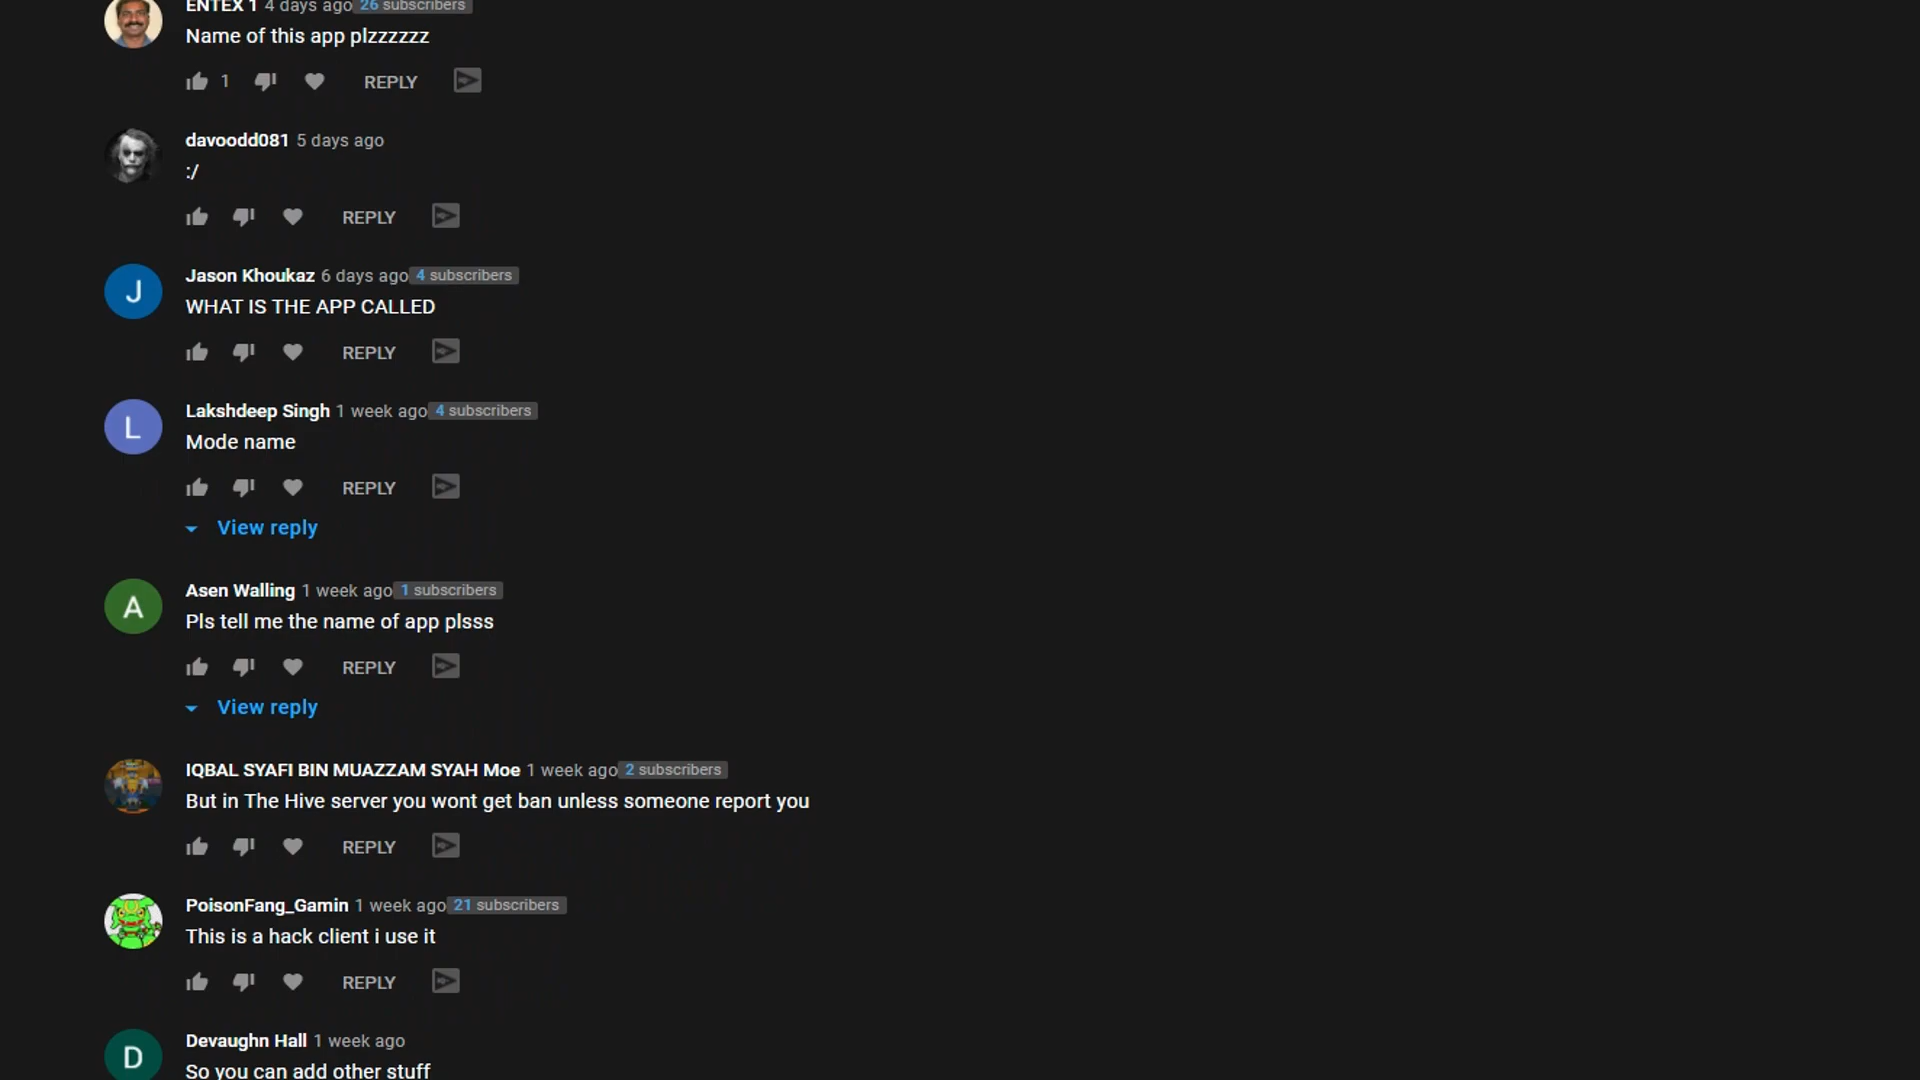 ENTEX 1 4 days ago 26 subscribers
Name of this app plzzzzzz
1 REPLY
davoodd081 5 days ago
:/
REPLY
J
Jason Khoukaz 6 days ago 4 subscribers
WHAT IS THE APP CALLED
REPLY
L
Lakshdeep Singh 1 week ago 4 subscribers
Mode name
REPLY
View reply
A
Asen Walling 1 week ago 1 subscribers
Pls tell me the name of app plsss
REPLY
View reply
IQBAL SYAFI BIN MUAZZAM SYAH Moe 1 week ago 2 subscribers
But in The Hive server you wont get ban unless someone report you
REPLY
PoisonFang_Gamin 1 week ago 21 subscribers
This is a hack client i use it
REPLY
D
Devaughn Hall 1 week ago
So you can add other stuff